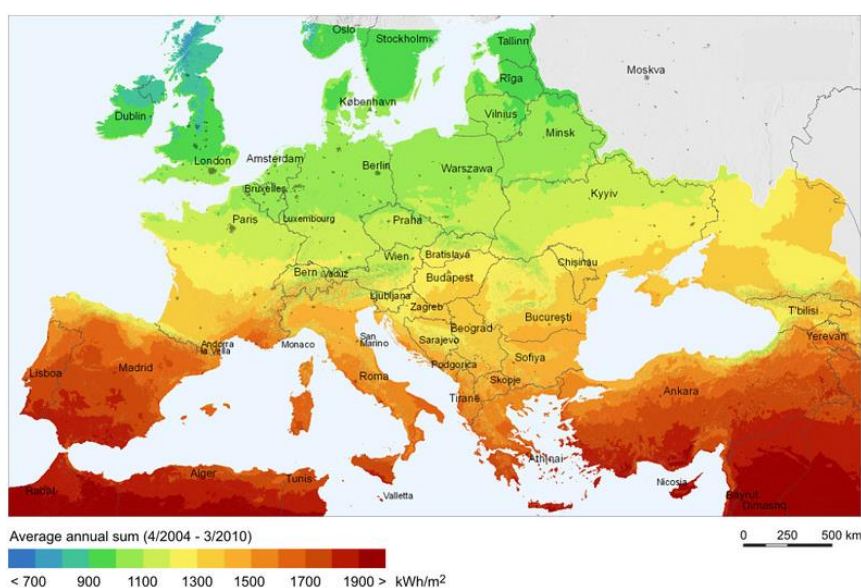 Oslo
Stockholm
Tallinn
Rīga
Moskva
København
Dublin
Vilnius
Minsk
London
Amsterdam
Berlin
Warszawa
Bruxelles
Kyyiv
Paris
Luxembourg
Praha
Wien
Bratislava
Chişinău
Bern
Vaduz
Budapest
Ljubljana
Zagreb
Beograd
Bucureşti
T'bilisi
Yerevan
Andorra
la Vella
Monaco
San
Marino
Sarajevo
Sofiya
Podgorica
Skopje
Lisboa
Madrid
Roma
Tiranë
Ankara
Athínai
Nicosia
Rabat
Alger
Tunis
Valletta
Bayrut
Dimashq
Average annual sum (4/2004 - 3/2010)
0 250 500 km
< 700 900 1100 1300 1500 1700 1900 > kWh/m²